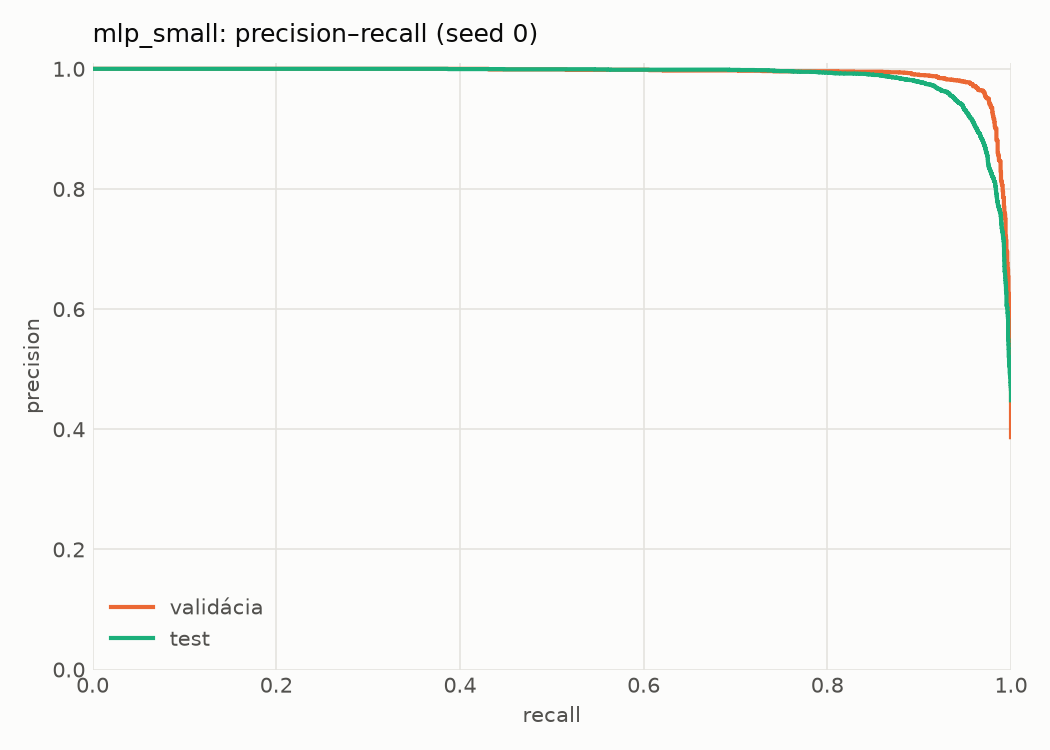 mlp_small: precision–recall (seed 0)
1.0
0.8
0.6
0.4
0.2
0.0
precision
validácia
test
0.0 0.2 0.4 0.6 0.8 1.0
recall